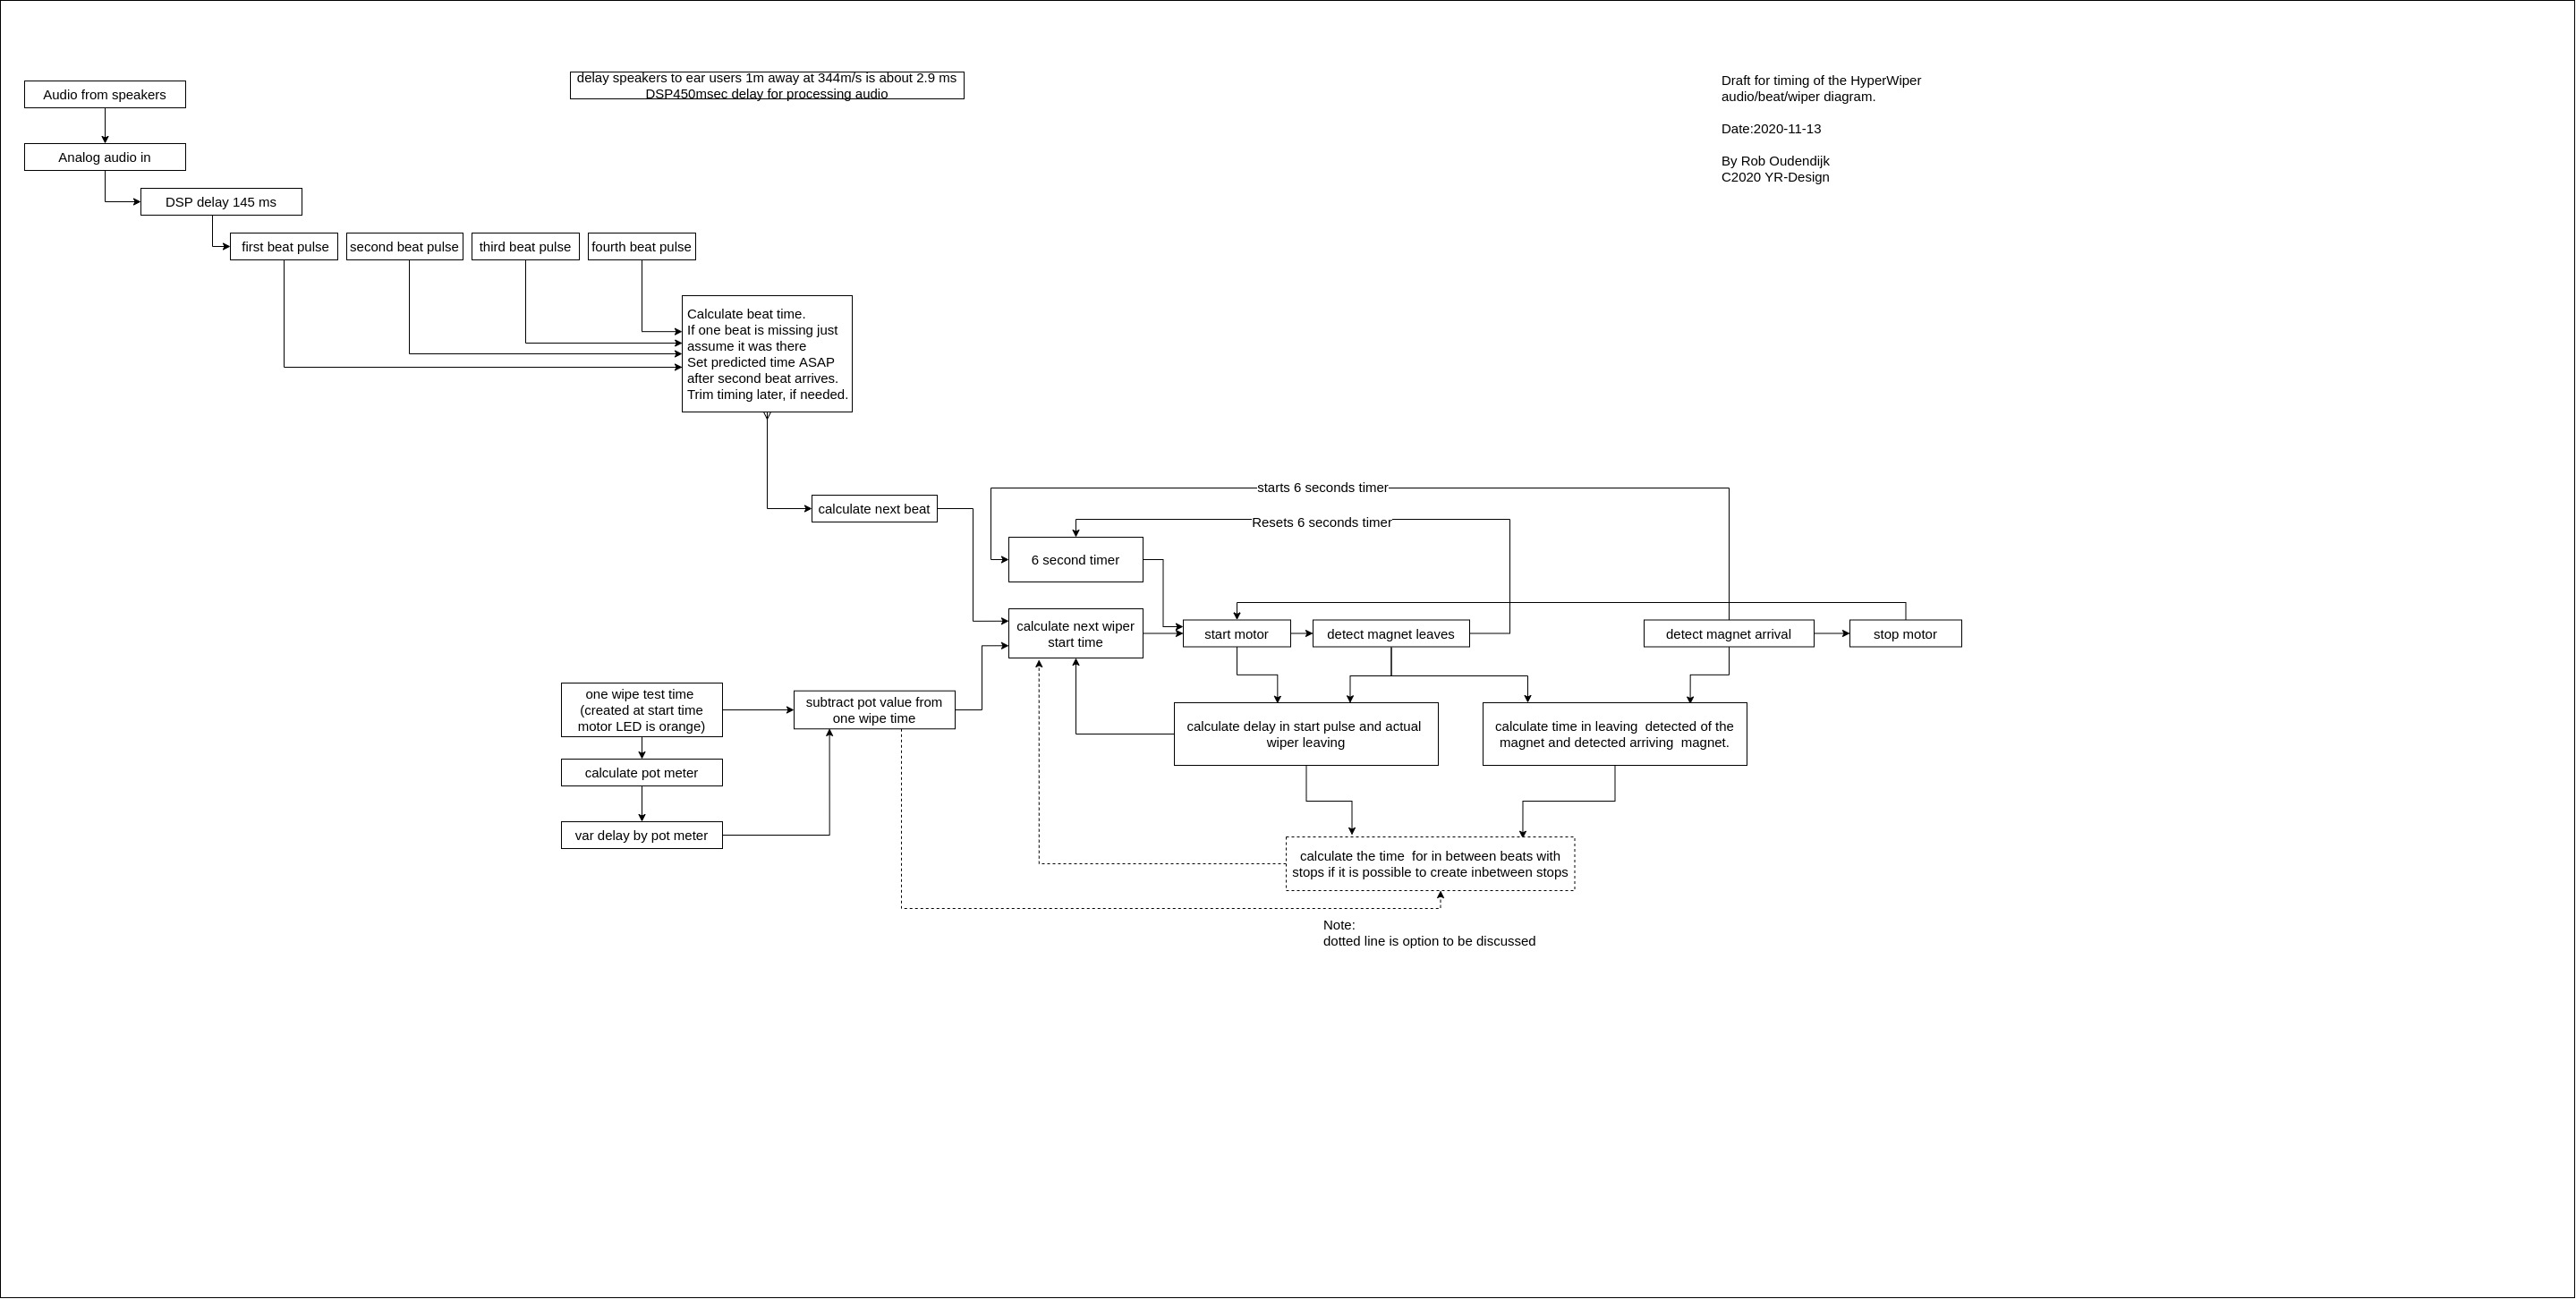 Audio from speakers
delay speakers to ear users 1m away at 344m/s is about 2.9 ms
DSP450msec delay for processing audio
Draft for timing of the HyperWiper
audio/beat/wiper diagram.
Date:2020-11-13
By Rob Oudendijk
C2020 YR-Design
Analog audio in
DSP delay 145 ms
first beat pulse
second beat pulse
third beat pulse
fourth beat pulse
Calculate beat time.
If one beat is missing just
assume it was there
Set predicted time ASAP
after second beat arrives.
Trim timing later, if needed.
calculate next beat
starts 6 seconds timer
Resets 6 seconds timer
6 second timer
calculate next wiper
start time
start motor
detect magnet leaves
detect magnet arrival
stop motor
one wipe test time
(created at start time
motor LED is orange)
subtract pot value from
one wipe time
calculate delay in start pulse and actual
wiper leaving
calculate time in leaving  detected of the
magnet and detected arriving  magnet.
calculate pot meter
var delay by pot meter
calculate the time  for in between beats with
stops if it is possible to create inbetween stops
Note:
dotted line is option to be discussed